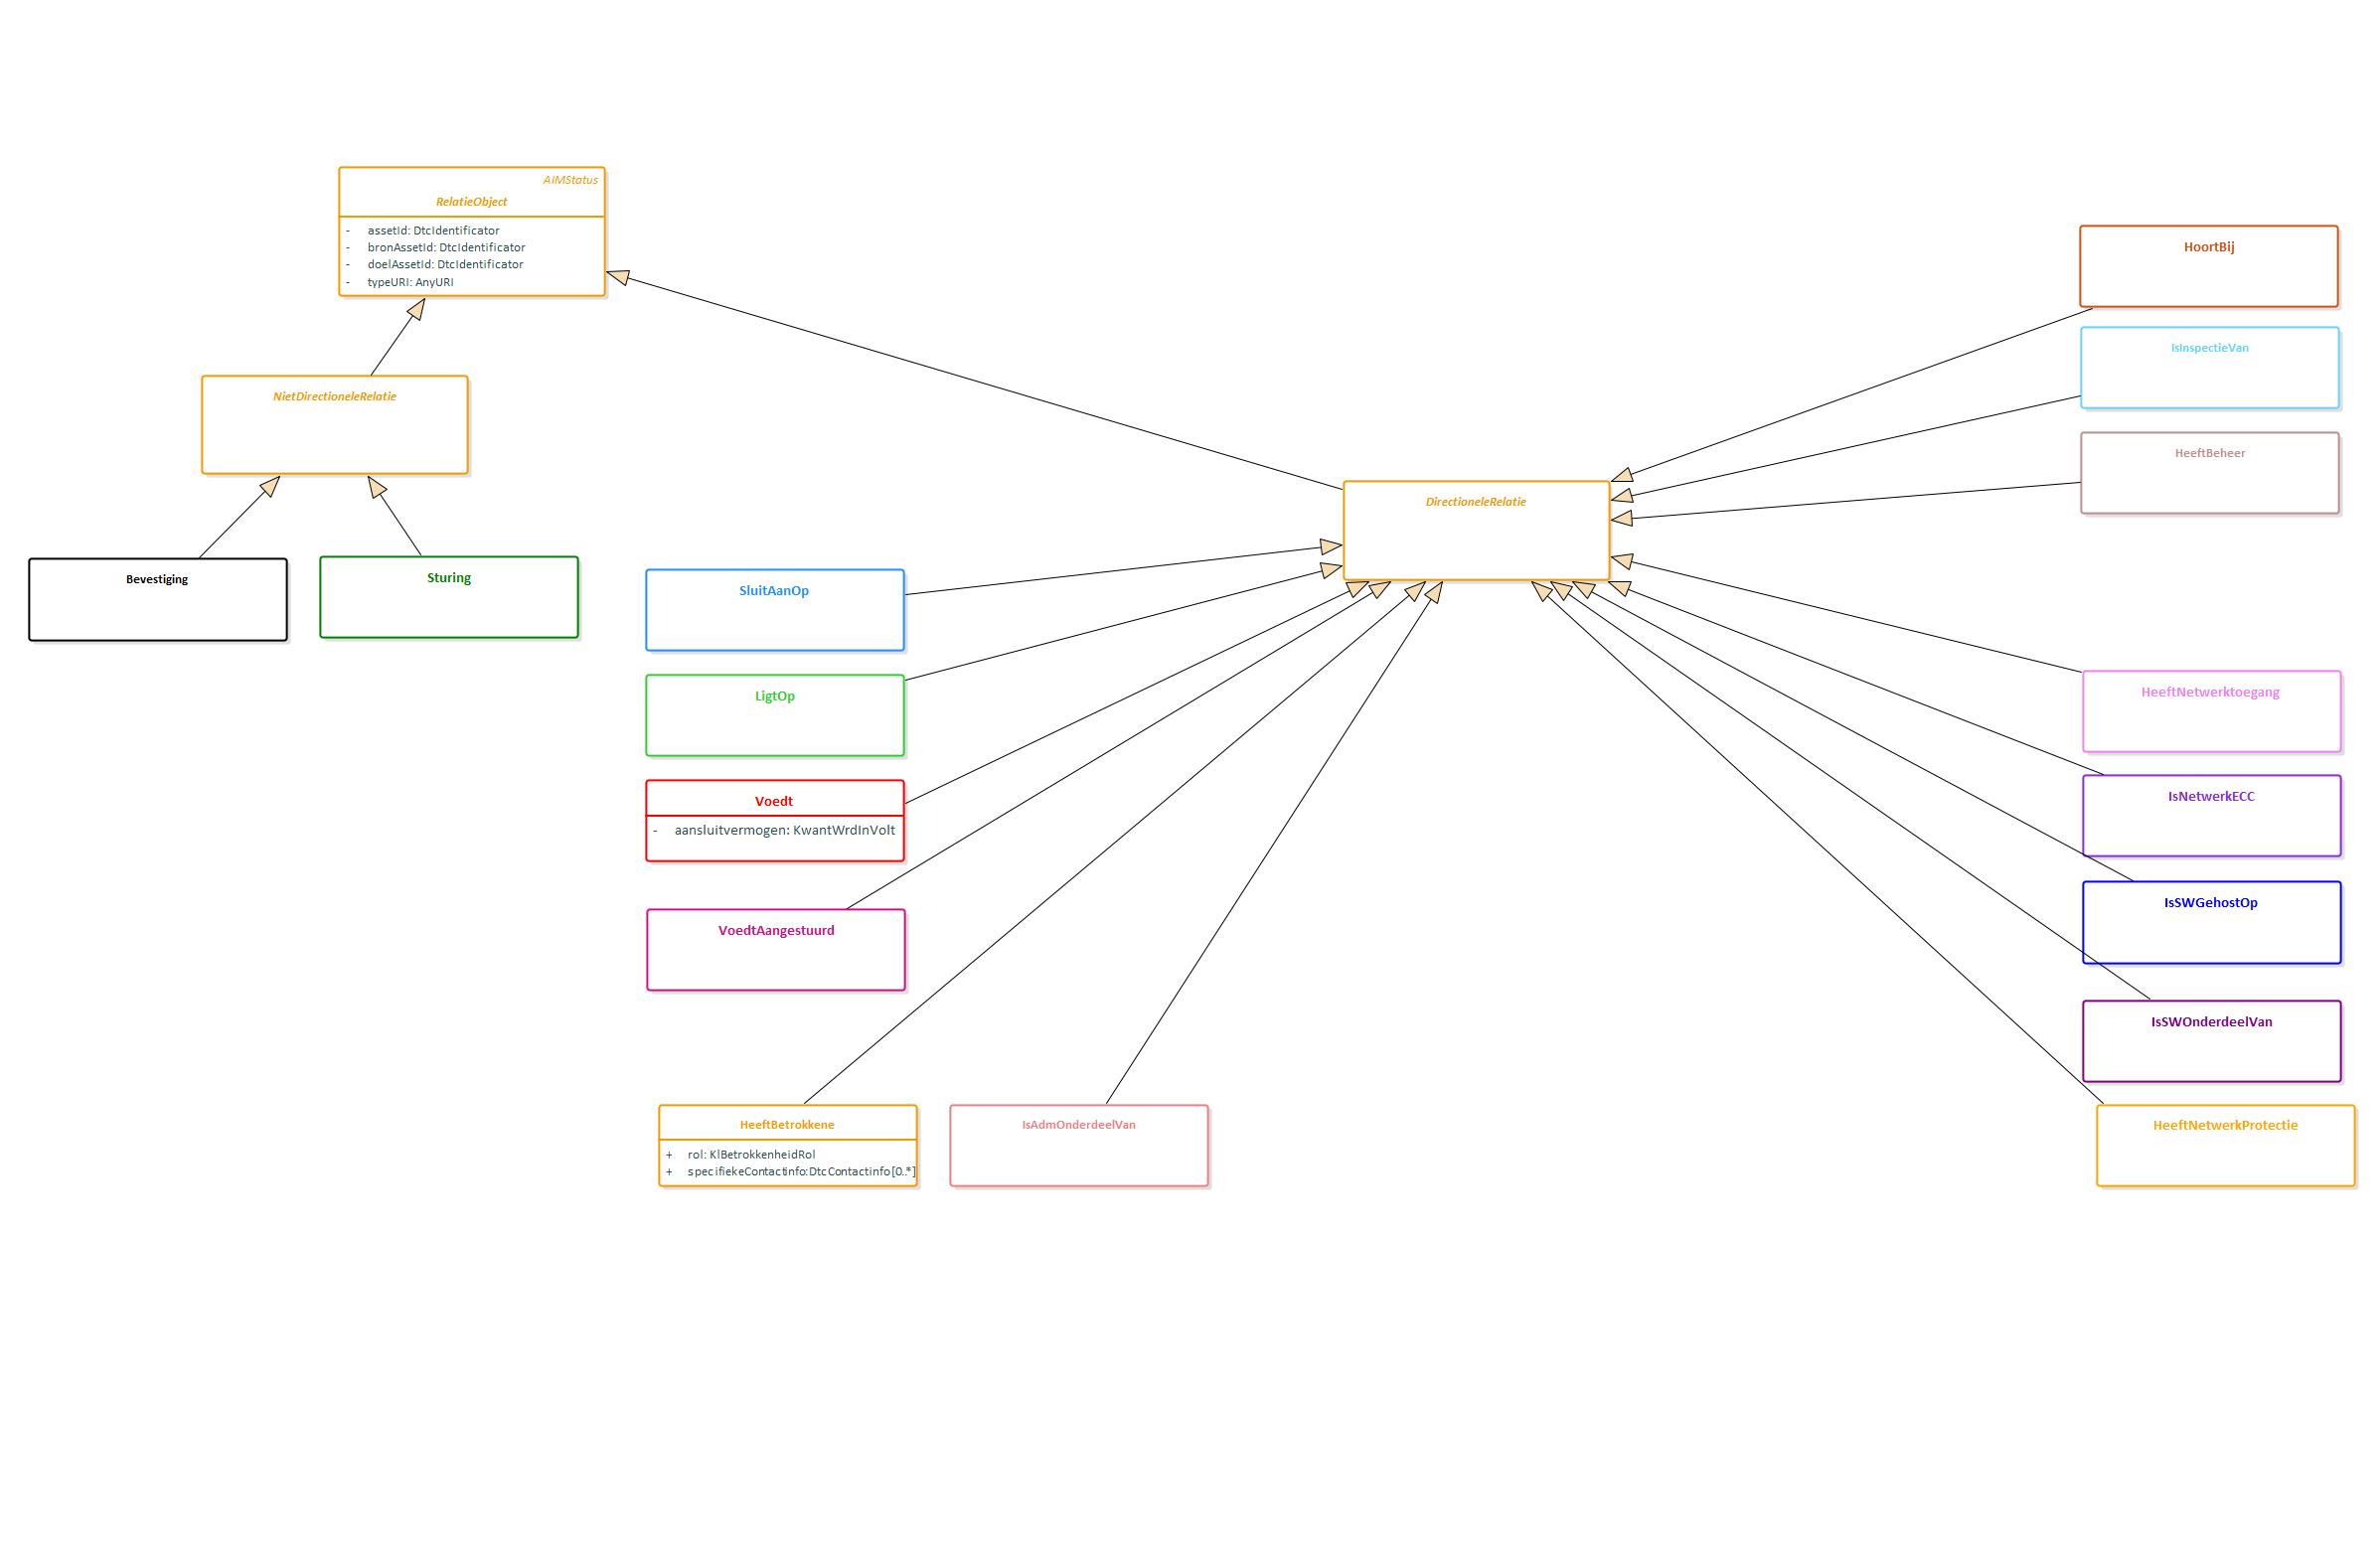 AIMStatus
RelatieObject
- assetId: DtcIdentificator
- bronAssetId: DtcIdentificator
- doelAssetId: DtcIdentificator
- typeURI: AnyURI
NietDirectioneleRelatie
Bevestiging
Sturing
DirectioneleRelatie
SluitAanOp
LigtOp
Voedt
- aansluitvermogen: KwantWrdInVolt
VoedtAangestuurd
HeeftBetrokkene
+ rol: KlBetrokkenheidRol
+ specifiekeContactinfo:DtcContactinfo[0..*]
IsAdmOnderdeelVan
HoortBij
IsInspectieVan
HeeftBeheer
HeeftNetwerktoegang
IsNetwerkECC
IsSWGehostOp
IsSWOnderdeelVan
HeeftNetwerkProtectie